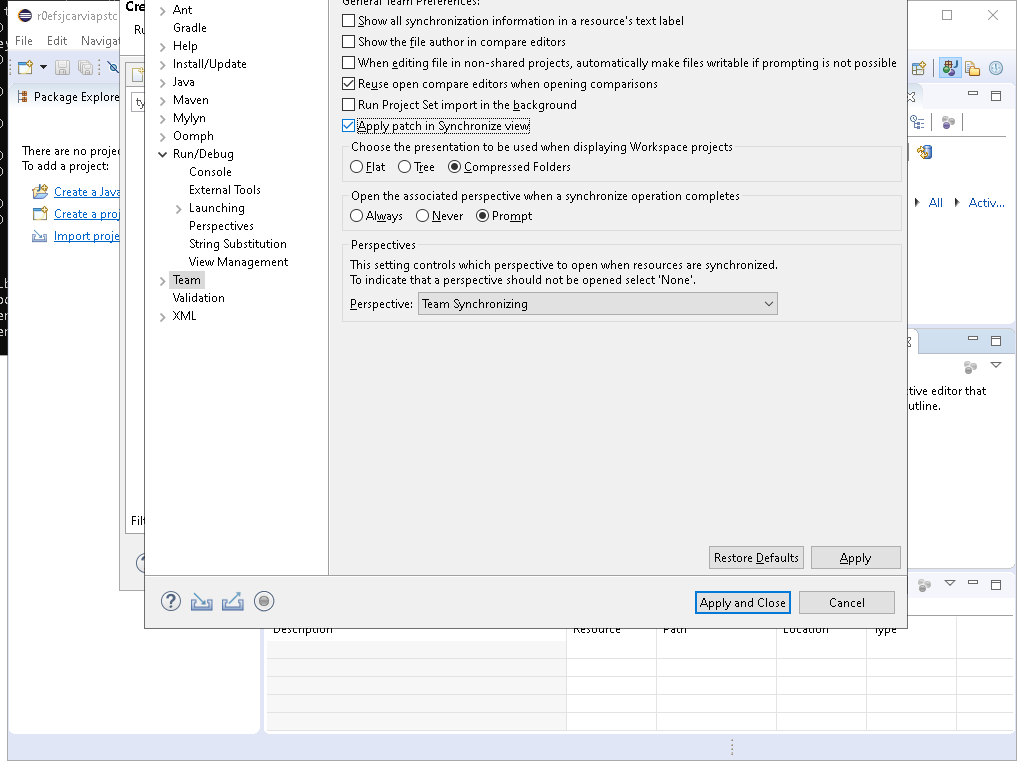 r0efsjcarviapstc
File Edit Naviga
Package Explore
There are no projec
To add a project:
Create a Java
Create a proj
Import proje
Cre
Ru
ty
Filt
Ant
Gradle
Help
Install/Update
Java
Maven
Mylyn
Oomph
Run/Debug
Console
External Tools
Launching
Perspectives
String Substitution
View Management
Team
Validation
XML
General Team Preferences:
Show all synchronization information in a resource's text label
Show the file author in compare editors
When editing file in non-shared projects, automatically make files writable if prompting is not possible
Reuse open compare editors when opening comparisons
Run Project Set import in the background
Apply patch in Synchronize view
Choose the presentation to be used when displaying Workspace projects
Flat Tree Compressed Folders
Open the associated perspective when a synchronize operation completes
Always Never Prompt
Perspectives
This setting controls which perspective to open when resources are synchronized.
To indicate that a perspective should not be opened select 'None'.
Perspective: Team Synchronizing
Restore Defaults Apply
Apply and Close Cancel
All Activ...
tive editor that
utline.
Description Resource Path Location Type